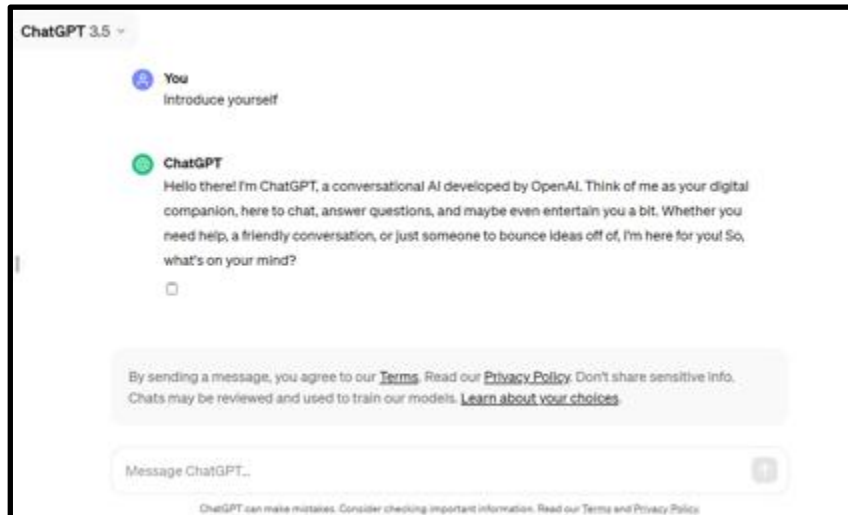 ChatGPT 3.5
You
Introduce yourself
ChatGPT
Hello there! I'm ChatGPT, a conversational AI developed by OpenAI. Think of me as your digital
companion, here to chat, answer questions, and maybe even entertain you a bit. Whether you
need help, a friendly conversation, or just someone to bounce ideas off of, I'm here for you! So,
what's on your mind?
By sending a message, you agree to our Terms. Read our Privacy Policy. Don't share sensitive info.
Chats may be reviewed and used to train our models. Learn about your choices.
Message ChatGPT...
ChatGPT can make mistakes. Consider checking important information. Read our Terms and Privacy Policy.